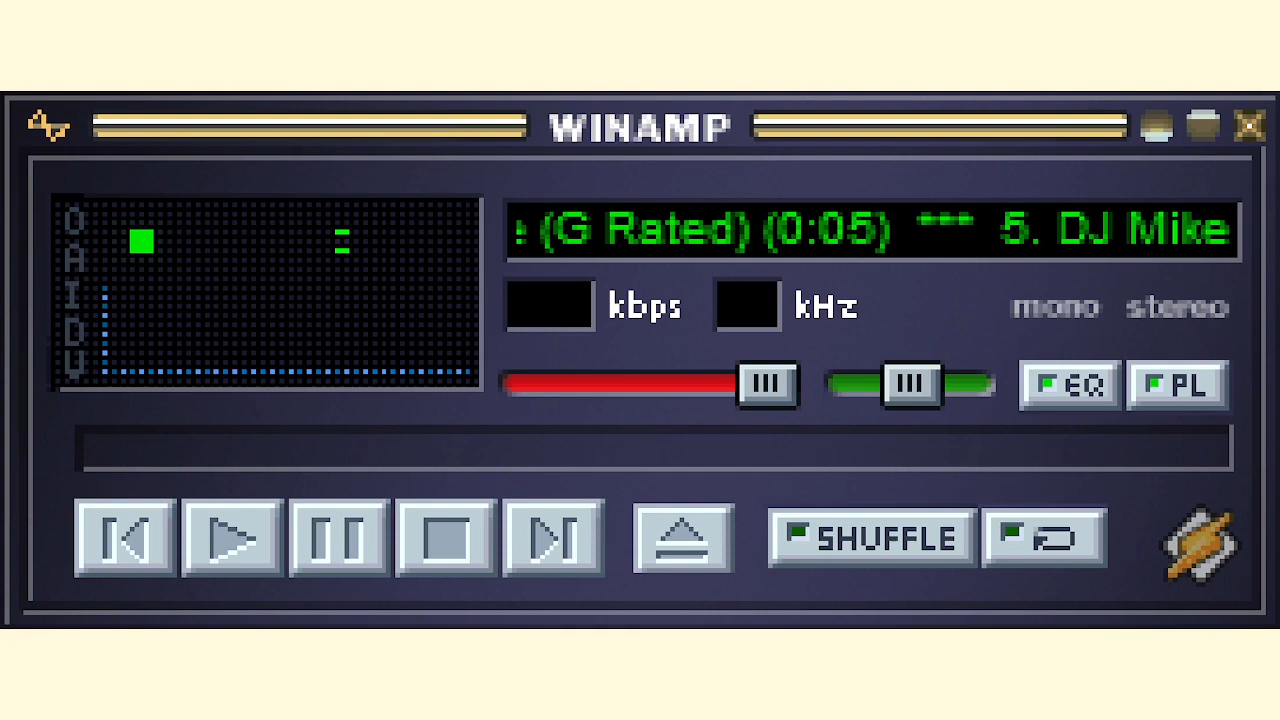 WINAMP
O
A
I
D
V
: (G Rated) (0:05) *** 5. DJ Mike
kbps kHz mono stereo
EQ PL
SHUFFLE